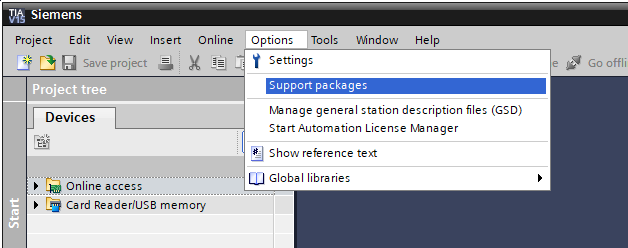 TIA
V15
Siemens
Project Edit View Insert Online Options Tools Window Help
Save project
Go offli
Settings
Support packages
Manage general station description files (GSD)
Start Automation License Manager
Show reference text
Global libraries
Project tree
Devices
Online access
Card Reader/USB memory
Start